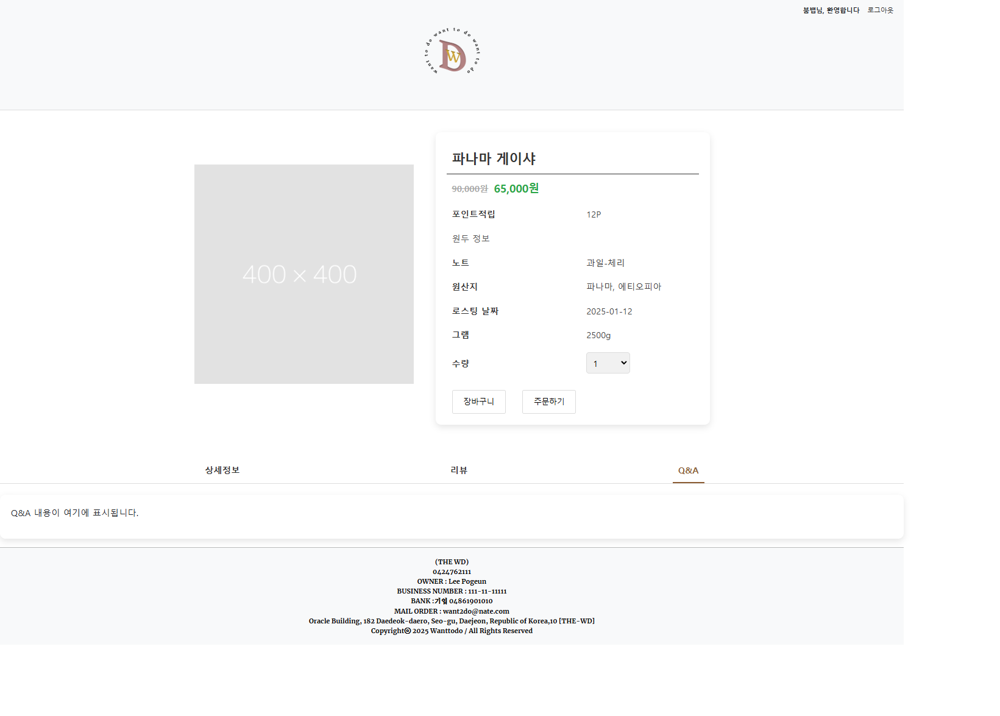 붐뱁님, 환영합니다 로그아웃
want to do want to do want to do
D
W
파나마 게이샤
90,000원 65,000원
포인트적립 12P
원두 정보
노트 과일-체리
원산지 파나마, 에티오피아
로스팅 날짜 2025-01-12
그램 2500g
수량 1
400 × 400
장바구니 주문하기
상세정보 리뷰 Q&A
Q&A 내용이 여기에 표시됩니다.
(THE WD)
0424762111
OWNER : Lee Pogeun
BUSINESS NUMBER : 111-11-11111
BANK :기업 04861901010
MAIL ORDER : want2do@nate.com
Oracle Building, 182 Daedeok-daero, Seo-gu, Daejeon, Republic of Korea,10 [THE-WD]
Copyrightⓒ 2025 Wanttodo / All Rights Reserved